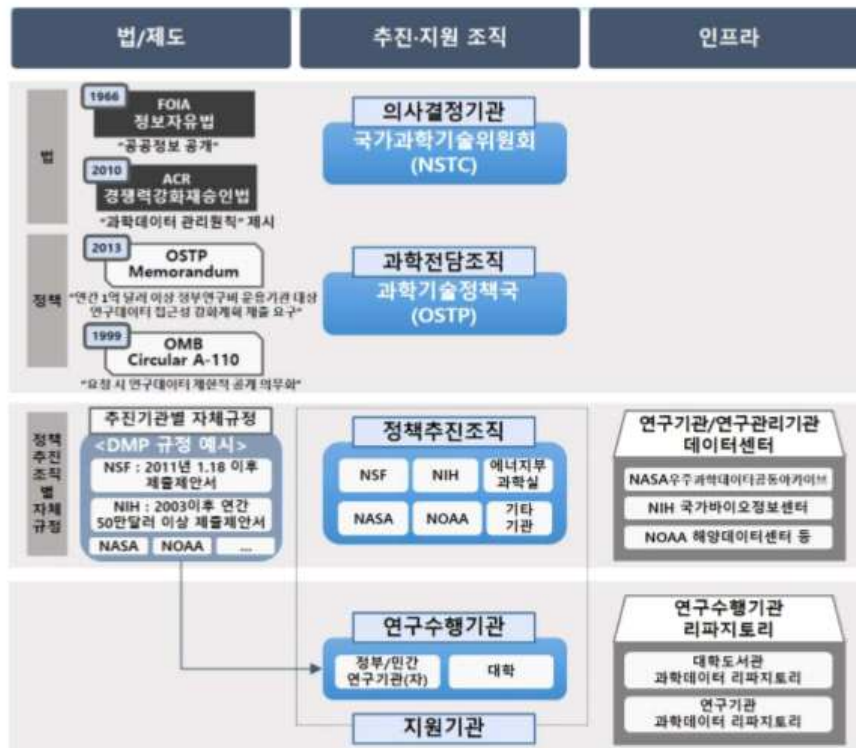 법/제도
추진·지원 조직
인프라
법
1966
FOIA
정보자유법
"공공정보 공개"
2010
ACR
경쟁력강화재승인법
"과학데이터 관리원칙" 제시
의사결정기관
국가과학기술위원회
(NSTC)
정책
2013
OSTP
Memorandum
"연간 1억 달러 이상 정부연구비 운용기관 대상
연구데이터 접근성 강화계획 제출 요구"
1999
OMB
Circular A-110
"요청 시 연구데이터 제한적 공개 의무화"
과학전담조직
과학기술정책국
(OSTP)
정책
추진
조직
별
자체
규정
추진기관별 자체규정
<DMP 규정 예시>
NSF : 2011년 1.18 이후
제출제안서
NIH : 2003이후 연간
50만달러 이상 제출제안서
NASA
NOAA
...
정책추진조직
NSF
NIH
에너지부
과학실
NASA
NOAA
기타
기관
연구기관/연구관리기관
데이터센터
NASA우주과학데이터공동아카이브
NIH 국가바이오정보센터
NOAA 해양데이터센터 등
연구수행기관
정부/민간
연구기관(자)
대학
지원기관
연구수행기관
리파지토리
대학도서관
과학데이터 리파지토리
연구기관
과학데이터 리파지토리